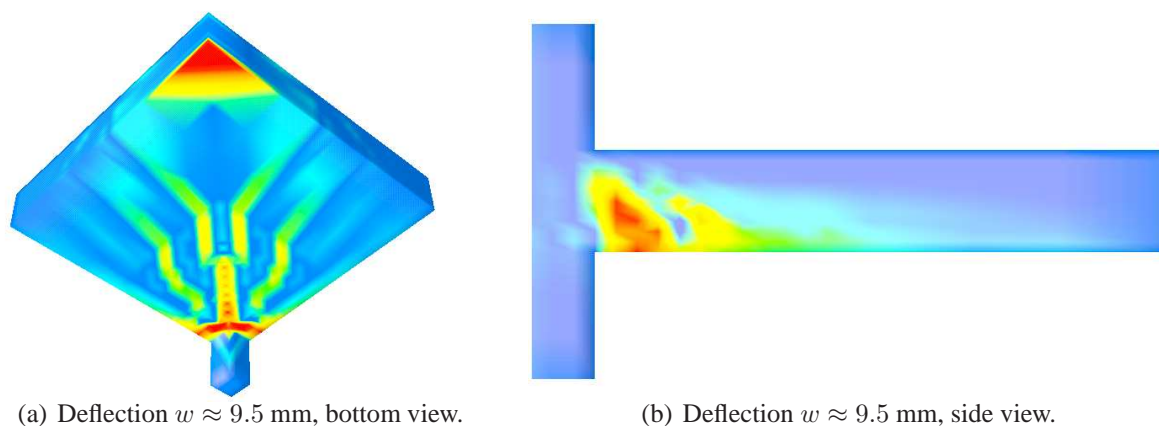 (a) Deflection w ≈ 9.5 mm, bottom view.
(b) Deflection w ≈ 9.5 mm, side view.